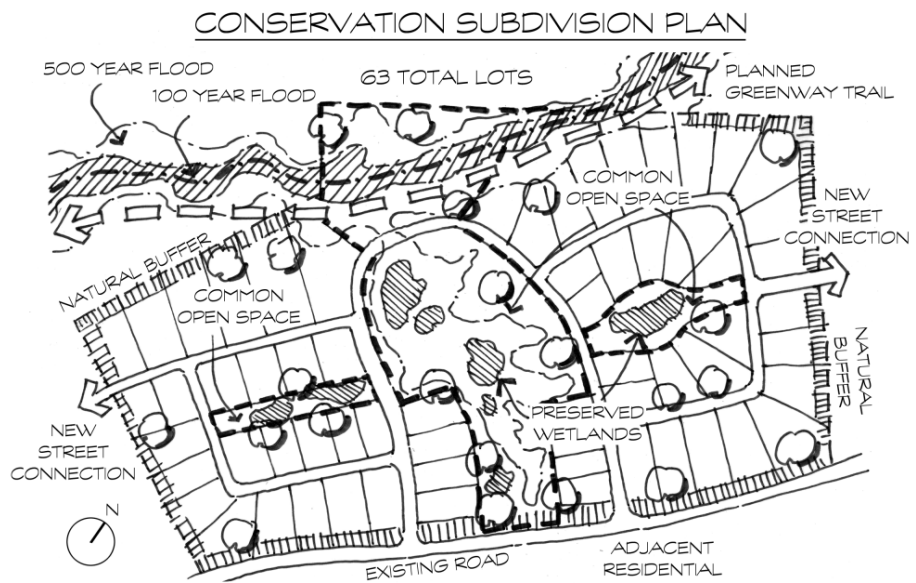 CONSERVATION SUBDIVISION PLAN
500 YEAR FLOOD
100 YEAR FLOOD
63 TOTAL LOTS
PLANNED
GREENWAY TRAIL
COMMON
OPEN SPACE
NEW
STREET
CONNECTION
NATURAL BUFFER
COMMON
OPEN SPACE
NATURAL
BUFFER
PRESERVED
WETLANDS
NEW
STREET
CONNECTION
N
EXISTING ROAD
ADJACENT
RESIDENTIAL